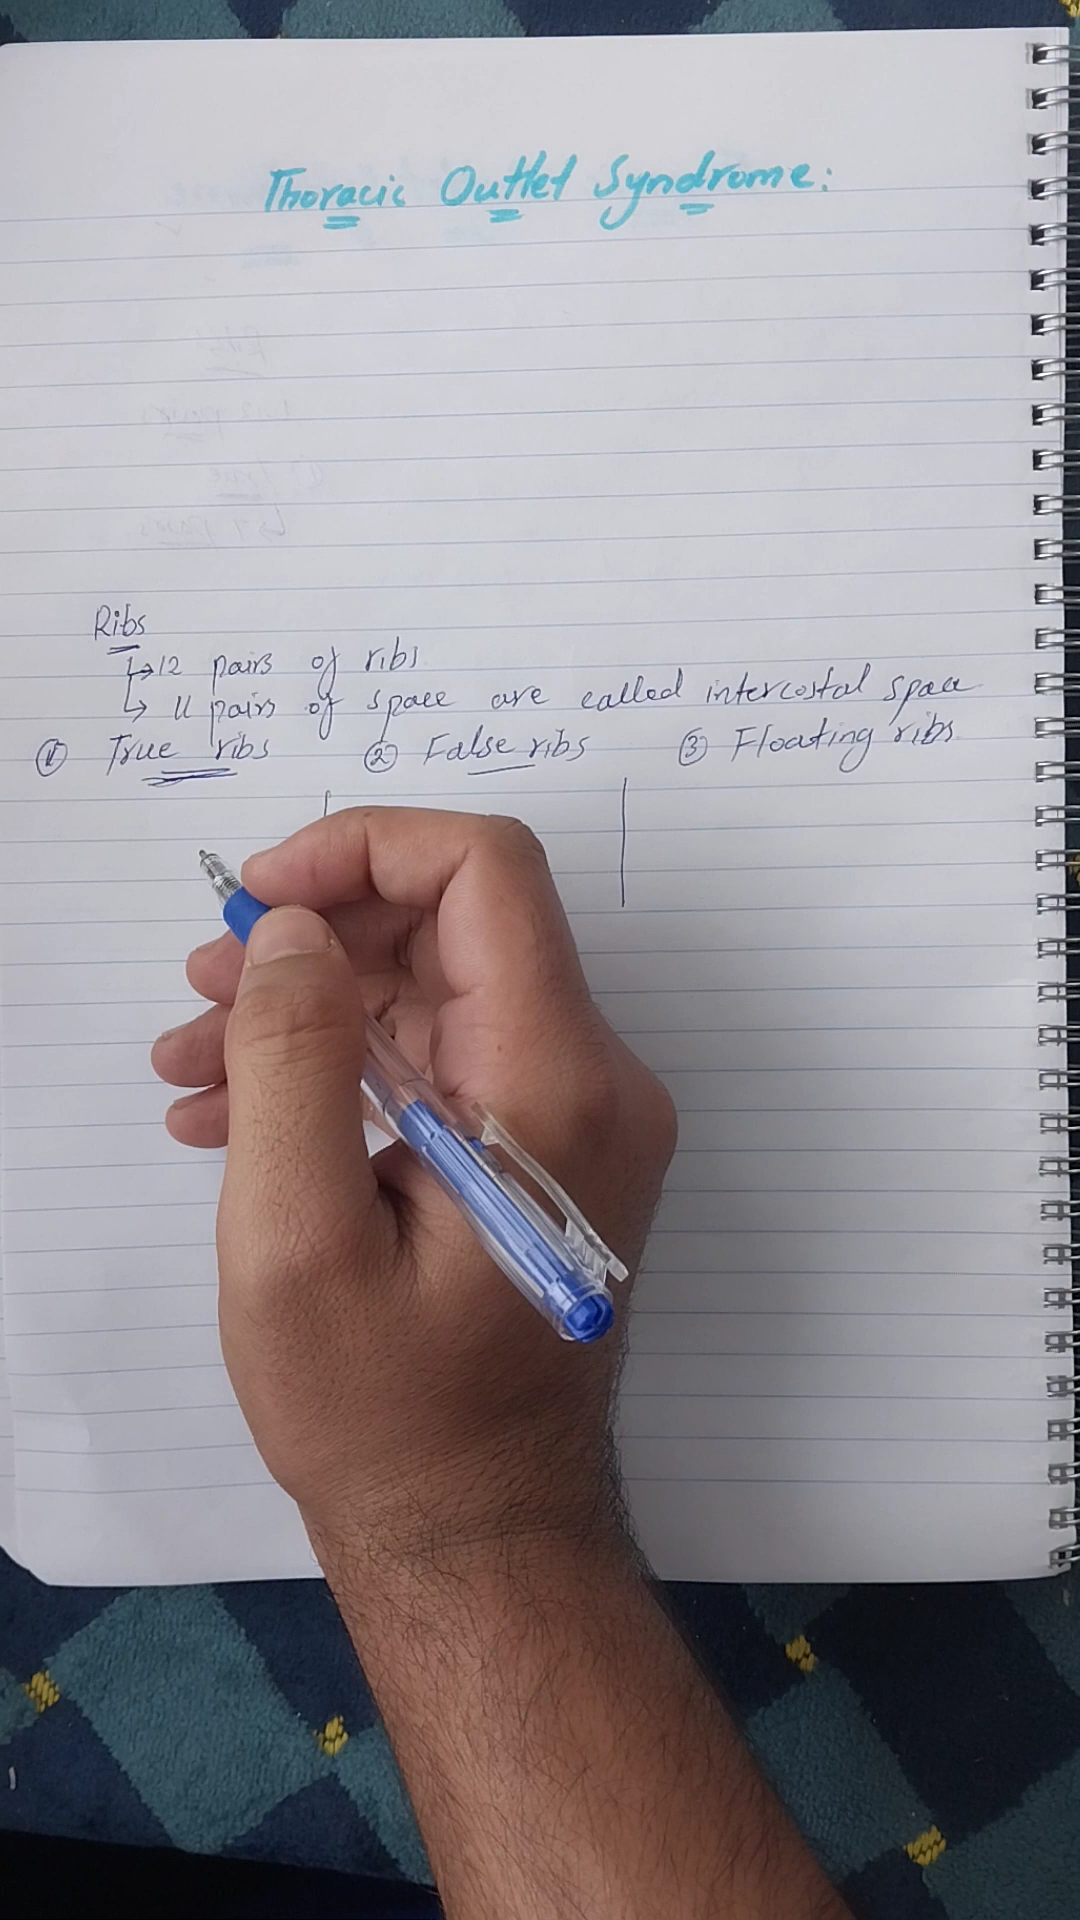 Thoracic Outlet Syndrome:
Ribs
↳ 12 pairs of ribs
↳ 11 pairs of space are called intercostal space
① True ribs ② False ribs ③ Floating ribs